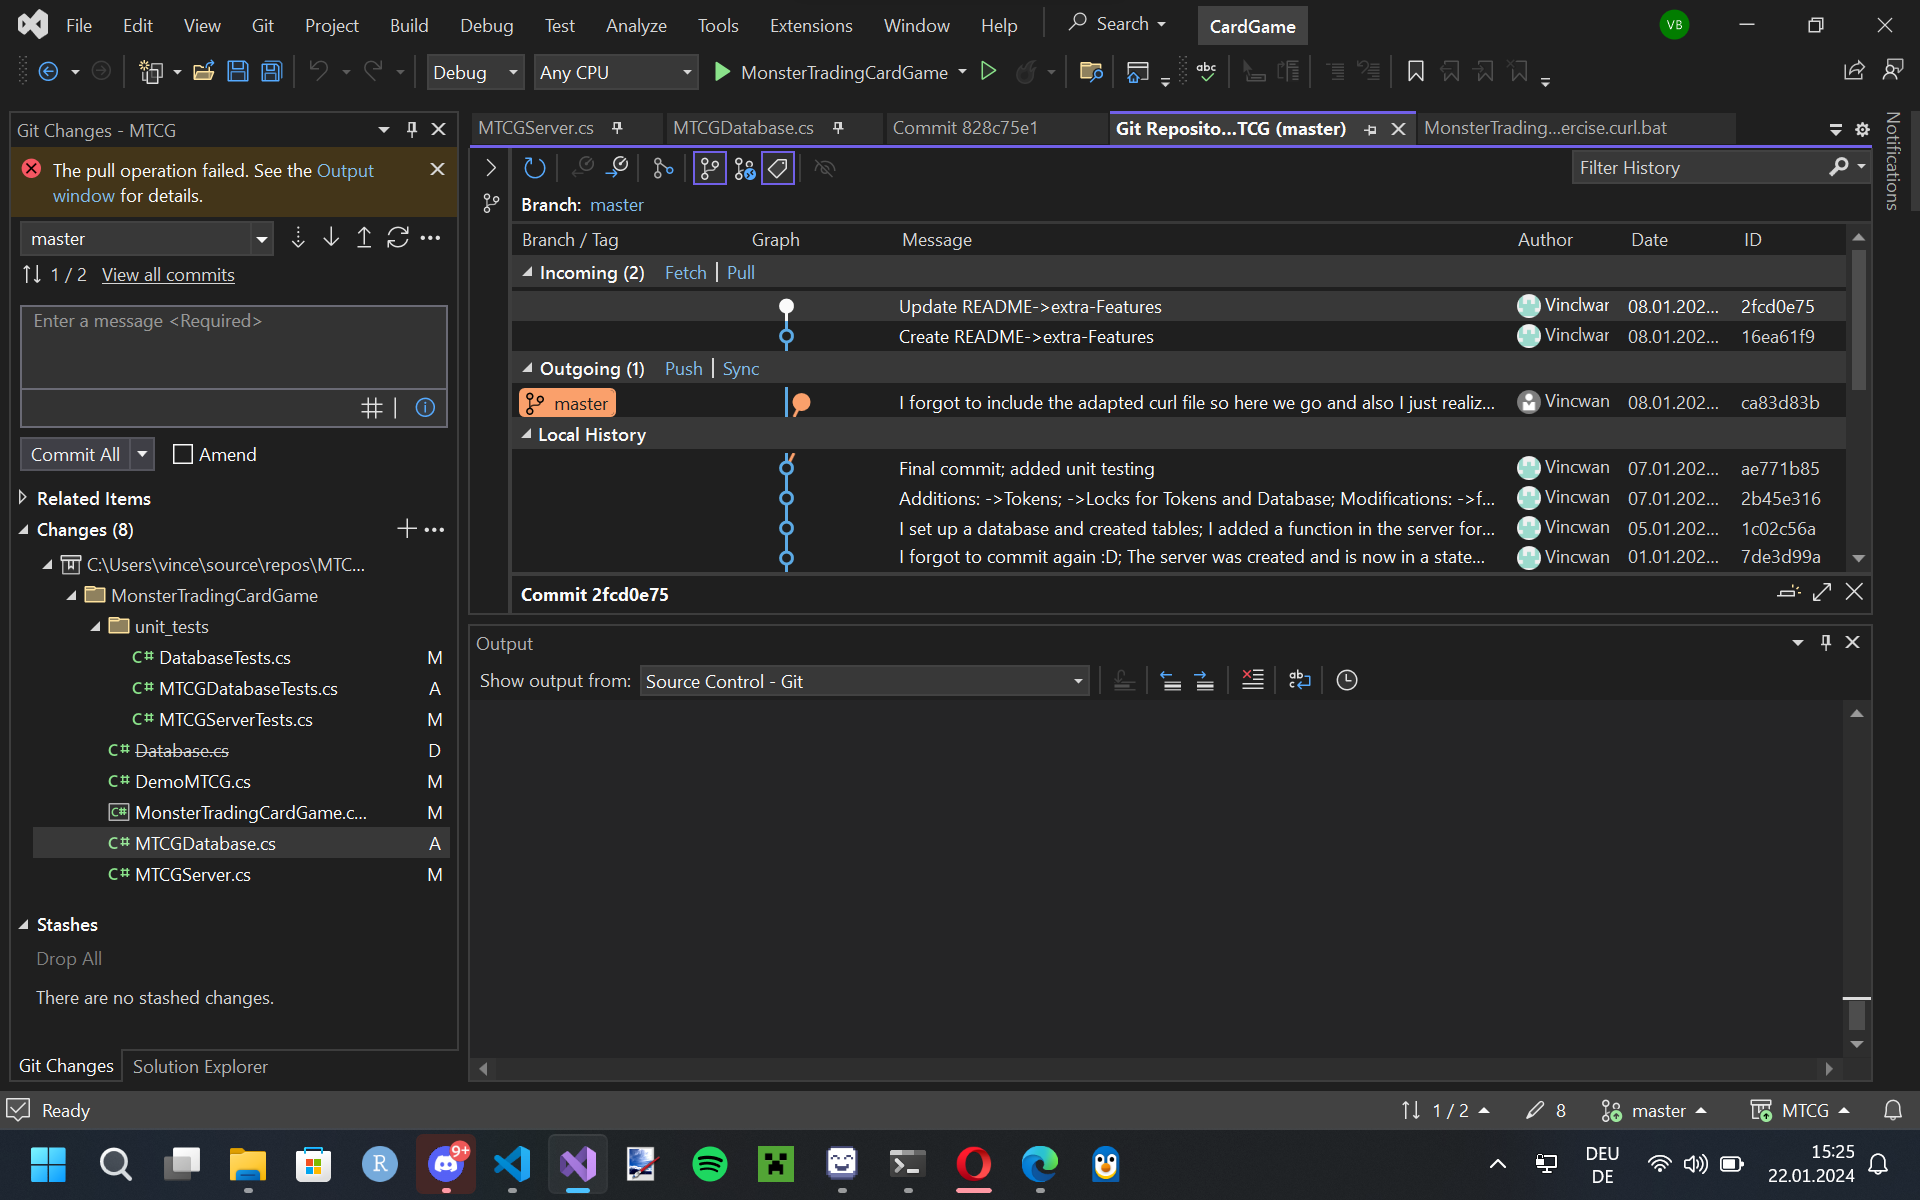 File Edit View Git Project Build Debug Test Analyze Tools Extensions Window Help Search CardGame VB
Debug Any CPU MonsterTradingCardGame
Git Changes - MTCG
The pull operation failed. See the Output
window for details.
master
1 / 2 View all commits
Enter a message <Required>
Commit All Amend
Related Items
Changes (8)
C:\Users\vince\source\repos\MTC...
MonsterTradingCardGame
unit_tests
C# DatabaseTests.cs M
C# MTCGDatabaseTests.cs A
C# MTCGServerTests.cs M
C# Database.cs D
C# DemoMTCG.cs M
C# MonsterTradingCardGame.c... M
C# MTCGDatabase.cs A
C# MTCGServer.cs M
Stashes
Drop All
There are no stashed changes.
Git Changes Solution Explorer
MTCGServer.cs MTCGDatabase.cs Commit 828c75e1 Git Reposito...TCG (master) MonsterTrading...ercise.curl.bat
Notifications
Filter History
Branch: master
Branch / Tag Graph Message Author Date ID
Incoming (2) Fetch | Pull
Update README->extra-Features Vinclwar 08.01.202... 2fcd0e75
Create README->extra-Features Vinclwar 08.01.202... 16ea61f9
Outgoing (1) Push | Sync
master I forgot to include the adapted curl file so here we go and also I just realiz... Vincwan 08.01.202... ca83d83b
Local History
Final commit; added unit testing Vincwan 07.01.202... ae771b85
Additions: ->Tokens; ->Locks for Tokens and Database; Modifications: ->f... Vincwan 07.01.202... 2b45e316
I set up a database and created tables; I added a function in the server for... Vincwan 05.01.202... 1c02c56a
I forgot to commit again :D; The server was created and is now in a state... Vincwan 01.01.202... 7de3d99a
Commit 2fcd0e75
Output
Show output from: Source Control - Git
Ready 1 / 2 8 master MTCG
R 9+ DEU
DE
15:25
22.01.2024